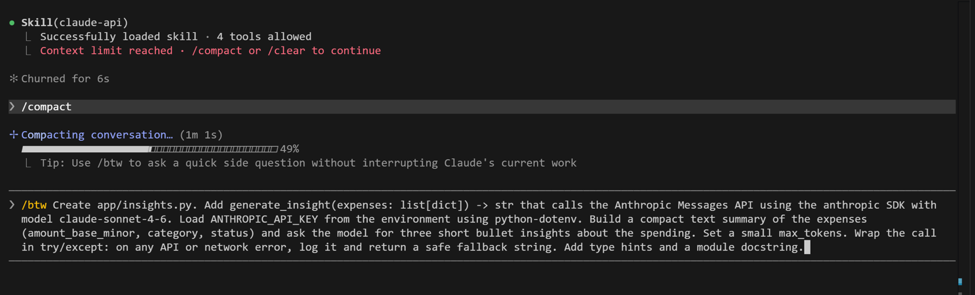 ● Skill(claude-api)
⎿ Successfully loaded skill · 4 tools allowed
⎿ Context limit reached · /compact or /clear to continue
✻ Churned for 6s
❯ /compact
✢ Compacting conversation… (1m 1s)
49%
⎿ Tip: Use /btw to ask a quick side question without interrupting Claude's current work
❯ /btw Create app/insights.py. Add generate_insight(expenses: list[dict]) -> str that calls the Anthropic Messages API using the anthropic SDK with
model claude-sonnet-4-6. Load ANTHROPIC_API_KEY from the environment using python-dotenv. Build a compact text summary of the expenses
(amount_base_minor, category, status) and ask the model for three short bullet insights about the spending. Set a small max_tokens. Wrap the call
in try/except: on any API or network error, log it and return a safe fallback string. Add type hints and a module docstring.